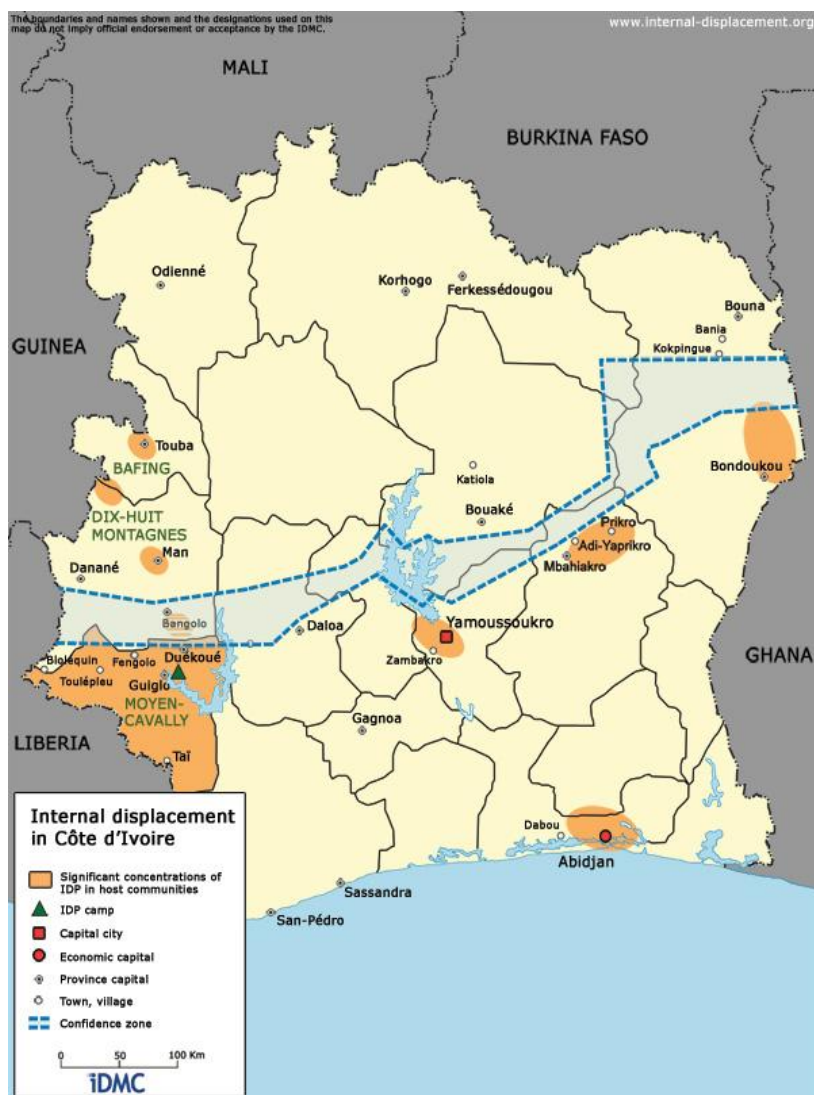 The boundaries and names shown and the designations used on this
map do not imply official endorsement or acceptance by the IDMC.
www.internal-displacement.org
MALI
BURKINA FASO
Odienné
Korhogo
Ferkessédougou
Bouna
Bania
Kokpingue
GUINEA
Touba
BAFING
Katiola
Bondoukou
DIX-HUIT
MONTAGNES
Bouaké
Prikro
Adi-Yaprikro
Man
Mbahiakro
Danané
Bangolo
Daloa
Yamoussoukro
Zambakro
GHANA
Duékoué
Bloléquin
Fengolo
Toulépleu
Guiglo
MOYEN-
CAVALLY
Gagnoa
LIBERIA
Taï
Dabou
Abidjan
Sassandra
San-Pédro
Internal displacement
in Côte d'Ivoire
Significant concentrations of
IDP in host communities
IDP camp
Capital city
Economic capital
Province capital
Town, village
Confidence zone
0 50 100 Km
iDMC